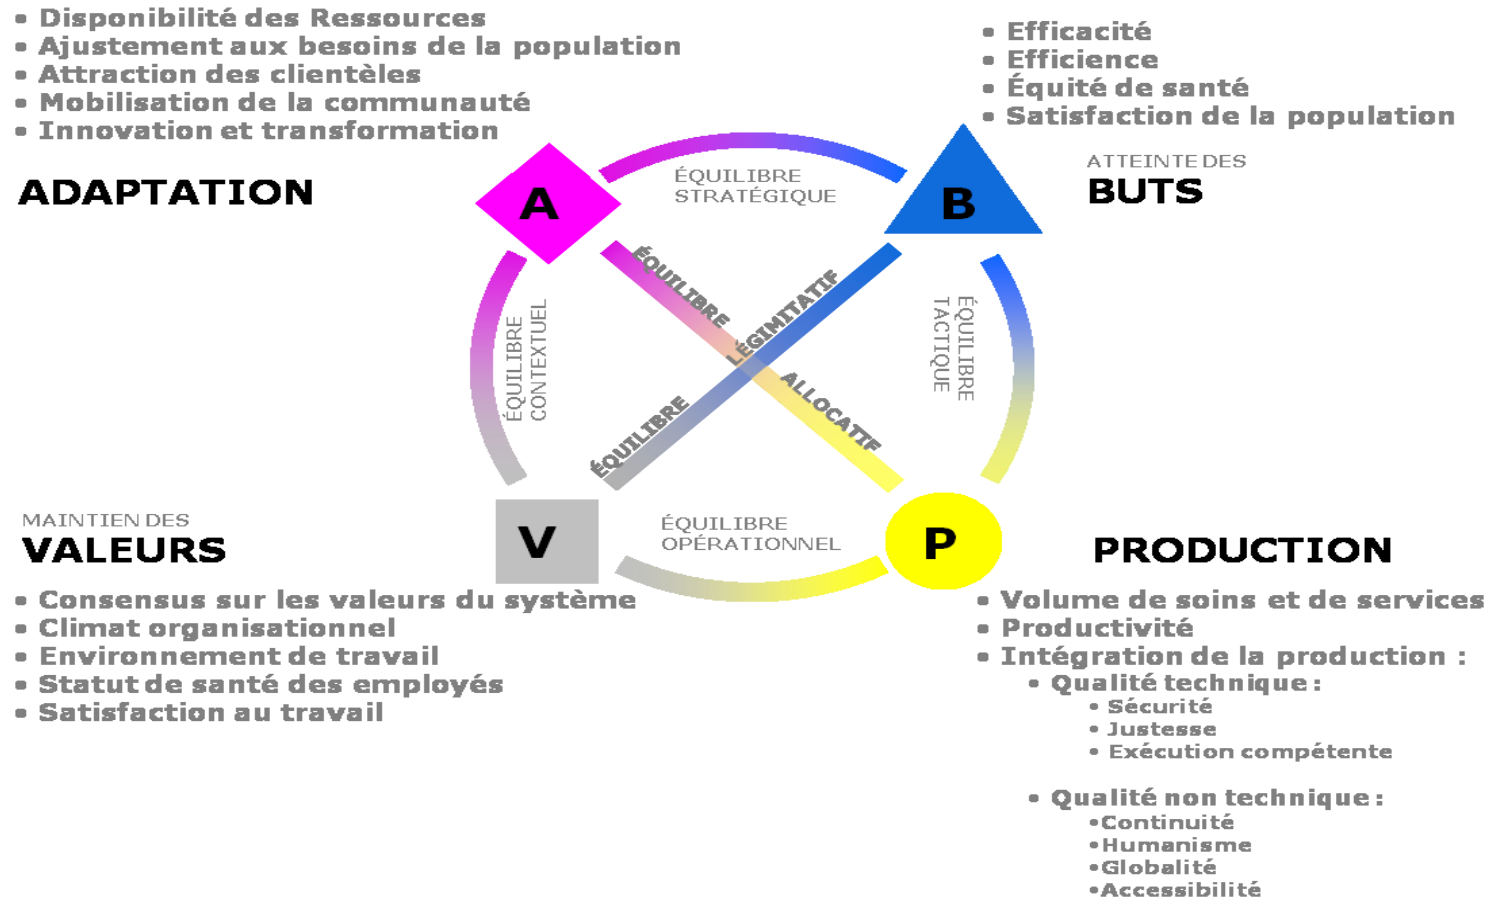 • Disponibilité des Ressources
• Ajustement aux besoins de la population
• Attraction des clientèles
• Mobilisation de la communauté
• Innovation et transformation
ADAPTATION
• Efficacité
• Efficience
• Équité de santé
• Satisfaction de la population
ATTEINTE DES
BUTS
A
ÉQUILIBRE
STRATÉGIQUE
B
ÉQUILIBRE
CONTEXTUEL
ÉQUILIBRE
ALLOCATIF
ÉQUILIBRE
LÉGIMITATIF
ÉQUILIBRE
TACTIQUE
MAINTIEN DES
VALEURS
V
ÉQUILIBRE
OPÉRATIONNEL
P
PRODUCTION
• Consensus sur les valeurs du système
• Climat organisationnel
• Environnement de travail
• Statut de santé des employés
• Satisfaction au travail
• Volume de soins et de services
• Productivité
• Intégration de la production :
• Qualité technique :
• Sécurité
• Justesse
• Exécution compétente
• Qualité non technique :
•Continuité
•Humanisme
•Globalité
•Accessibilité